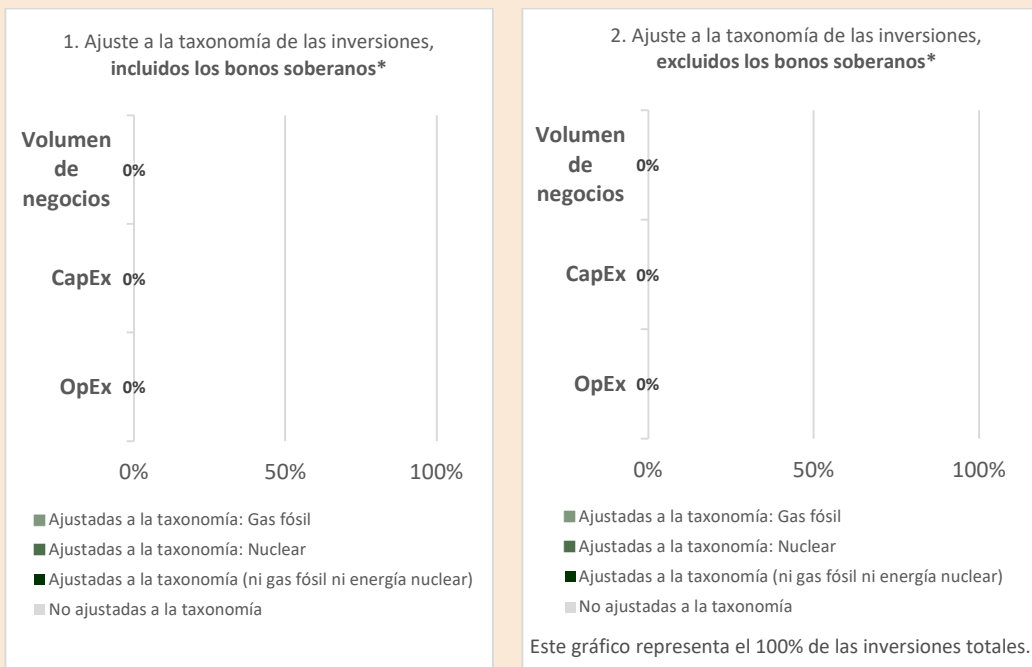 1. Ajuste a la taxonomía de las inversiones,
incluidos los bonos soberanos*
Volumen
de
negocios
0%
CapEx 0%
OpEx 0%
0% 50% 100%
Ajustadas a la taxonomía: Gas fósil
Ajustadas a la taxonomía: Nuclear
Ajustadas a la taxonomía (ni gas fósil ni energía nuclear)
No ajustadas a la taxonomía
2. Ajuste a la taxonomía de las inversiones,
excluidos los bonos soberanos*
Volumen
de
negocios
0%
CapEx 0%
OpEx 0%
0% 50% 100%
Ajustadas a la taxonomía: Gas fósil
Ajustadas a la taxonomía: Nuclear
Ajustadas a la taxonomía (ni gas fósil ni energía nuclear)
No ajustadas a la taxonomía
Este gráfico representa el 100% de las inversiones totales.